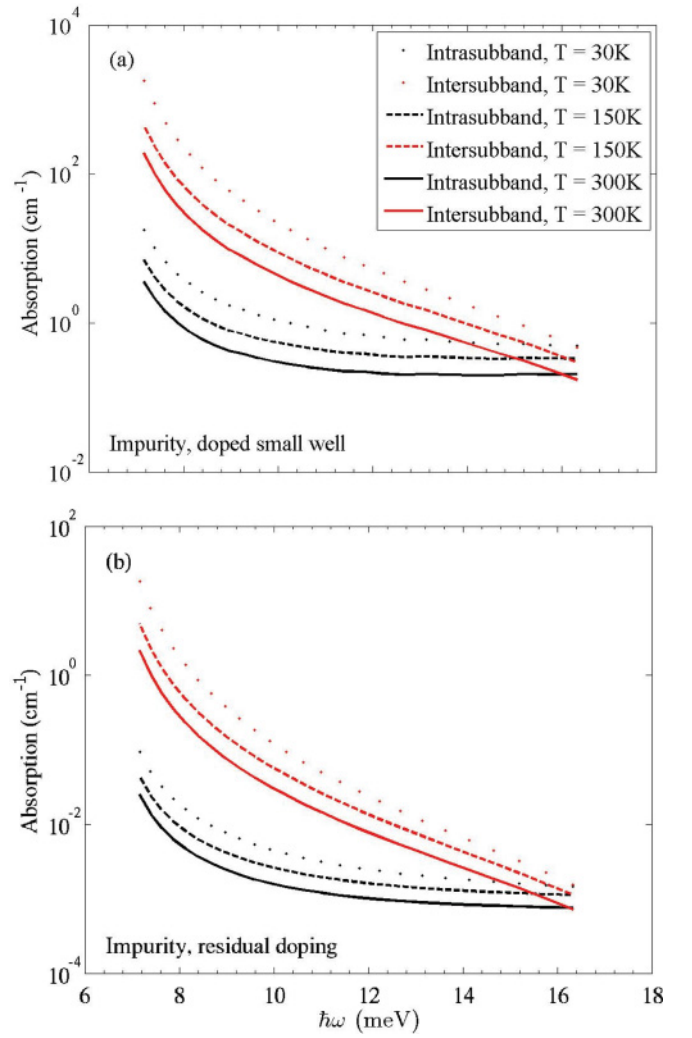 10^4
(a)
Intrasubband, T = 30K
Intersubband, T = 30K
Intrasubband, T = 150K
Intersubband, T = 150K
Intrasubband, T = 300K
Intersubband, T = 300K
10^2
Absorption (cm^-1)
10^0
Impurity, doped small well
10^-2
10^2
(b)
10^0
Absorption (cm^-1)
10^-2
Impurity, residual doping
10^-4
6 8 10 12 14 16 18
ħω (meV)